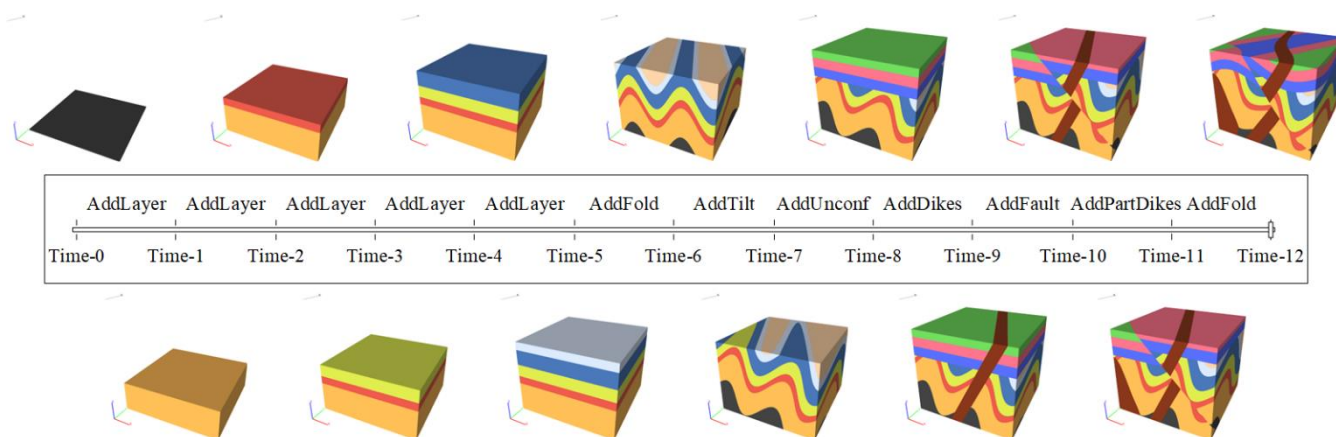 AddLayer AddLayer AddLayer AddLayer AddLayer AddFold AddTilt AddUnconf AddDikes AddFault AddPartDikes AddFold
Time-0 Time-1 Time-2 Time-3 Time-4 Time-5 Time-6 Time-7 Time-8 Time-9 Time-10 Time-11 Time-12